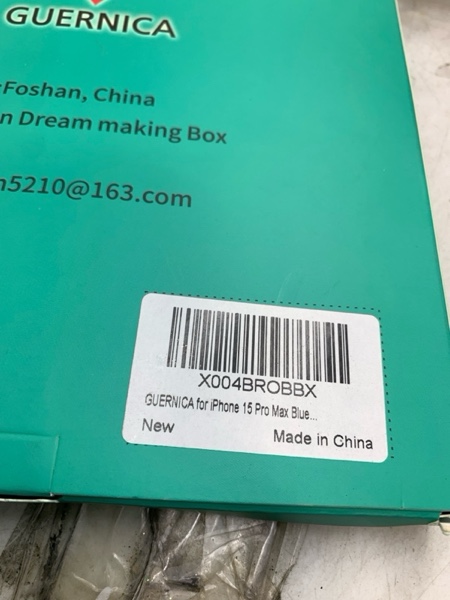 GUERNICA
:Foshan, China
n Dream making Box
n5210@163.com
X004BROBBX
GUERNICA for iPhone 15 Pro Max Blue...
New
Made in China